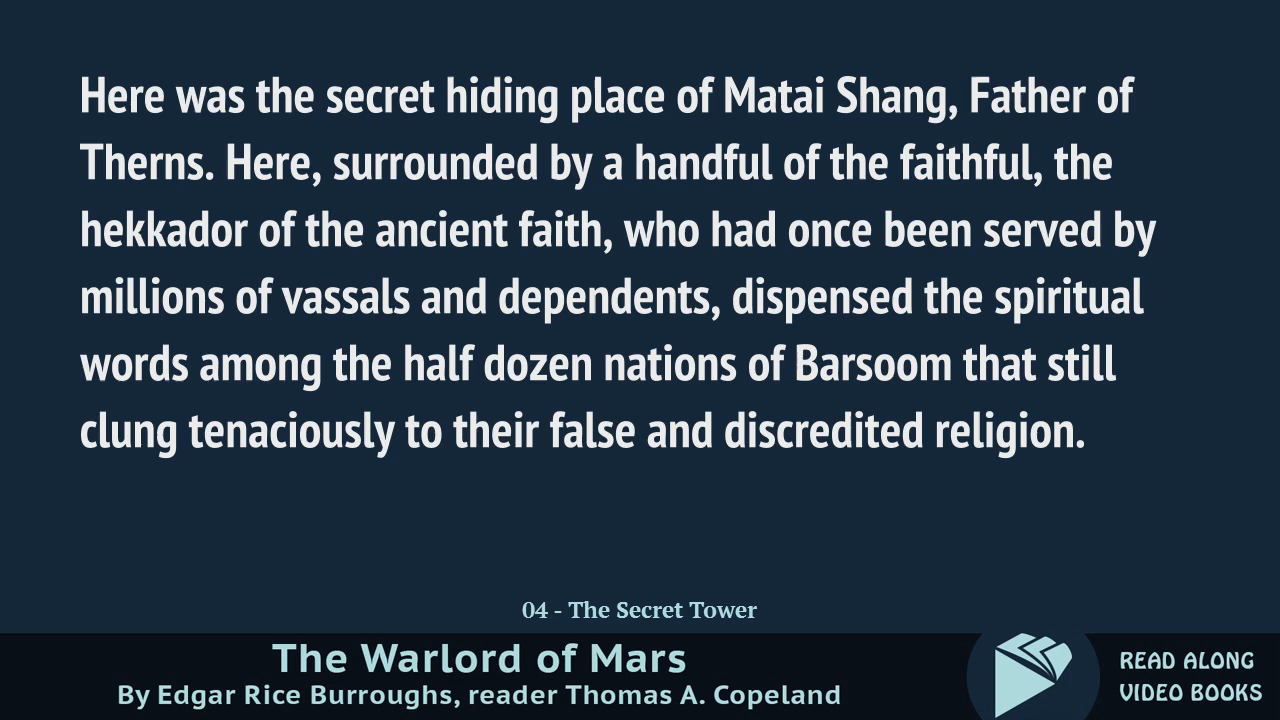 Here was the secret hiding place of Matai Shang, Father of
Therns. Here, surrounded by a handful of the faithful, the
hekkador of the ancient faith, who had once been served by
millions of vassals and dependents, dispensed the spiritual
words among the half dozen nations of Barsoom that still
clung tenaciously to their false and discredited religion.
04 - The Secret Tower
The Warlord of Mars
By Edgar Rice Burroughs, reader Thomas A. Copeland
READ ALONG
VIDEO BOOKS